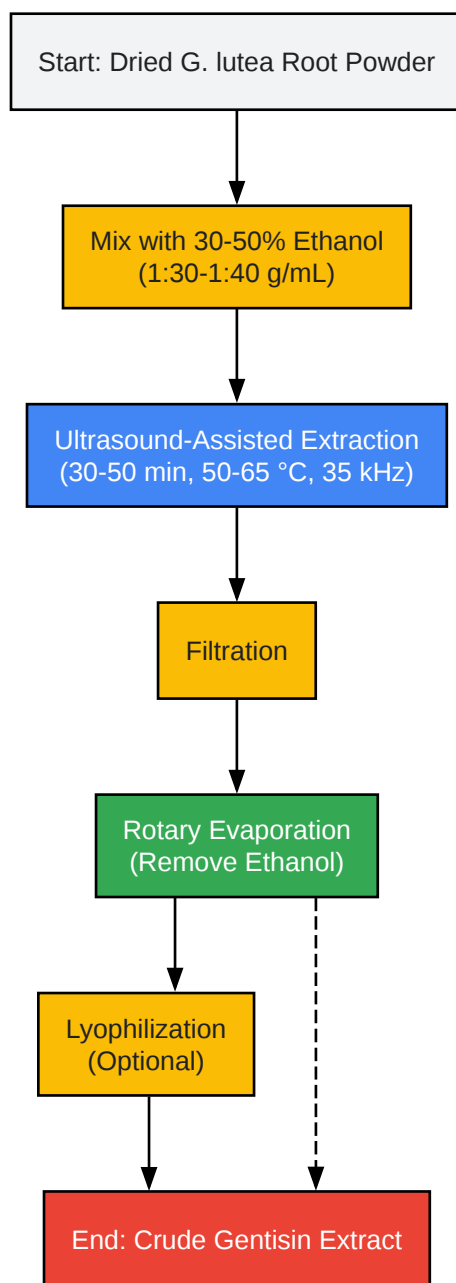 Start: Dried G. lutea Root Powder
Mix with 30-50% Ethanol
(1:30-1:40 g/mL)
Ultrasound-Assisted Extraction
(30-50 min, 50-65 °C, 35 kHz)
Filtration
Rotary Evaporation
(Remove Ethanol)
Lyophilization
(Optional)
End: Crude Gentisin Extract